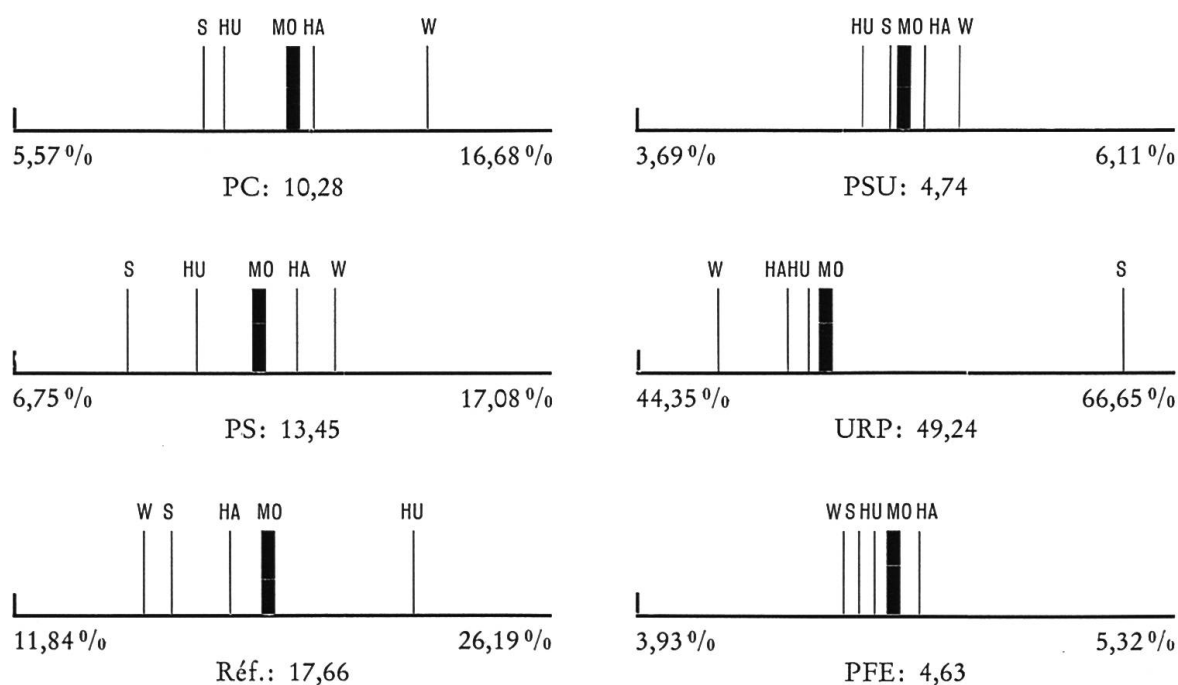 S HU MO HA W
5,57 % 16,68 %
PC: 10,28
HU S MO HA W
3,69 % 6,11 %
PSU: 4,74
S HU MO HA W
6,75 % 17,08 %
PS: 13,45
W HA HU MO S
44,35 % 66,65 %
URP: 49,24
W S HA MO HU
11,84 % 26,19 %
Réf.: 17,66
W S HU MO HA
3,93 % 5,32 %
PFE: 4,63